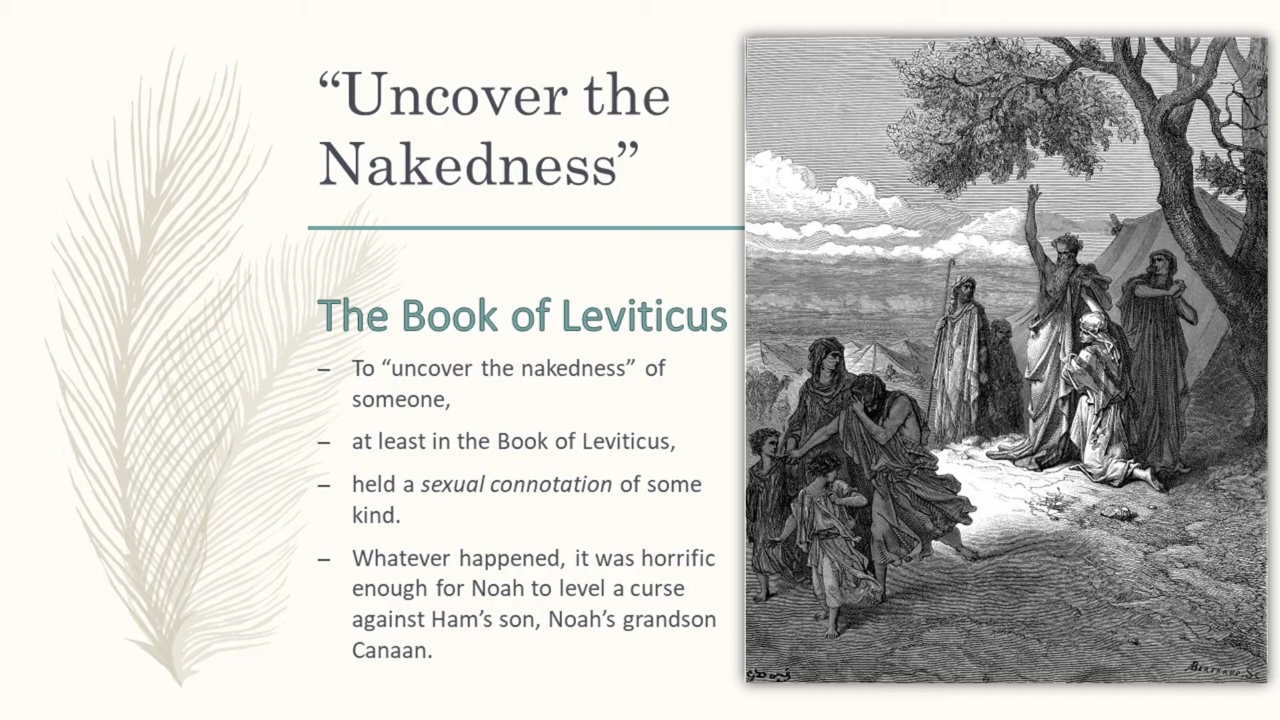 “Uncover the
Nakedness”
The Book of Leviticus
– To “uncover the nakedness” of
someone,
– at least in the Book of Leviticus,
– held a sexual connotation of some
kind.
– Whatever happened, it was horrific
enough for Noah to level a curse
against Ham’s son, Noah’s grandson
Canaan.